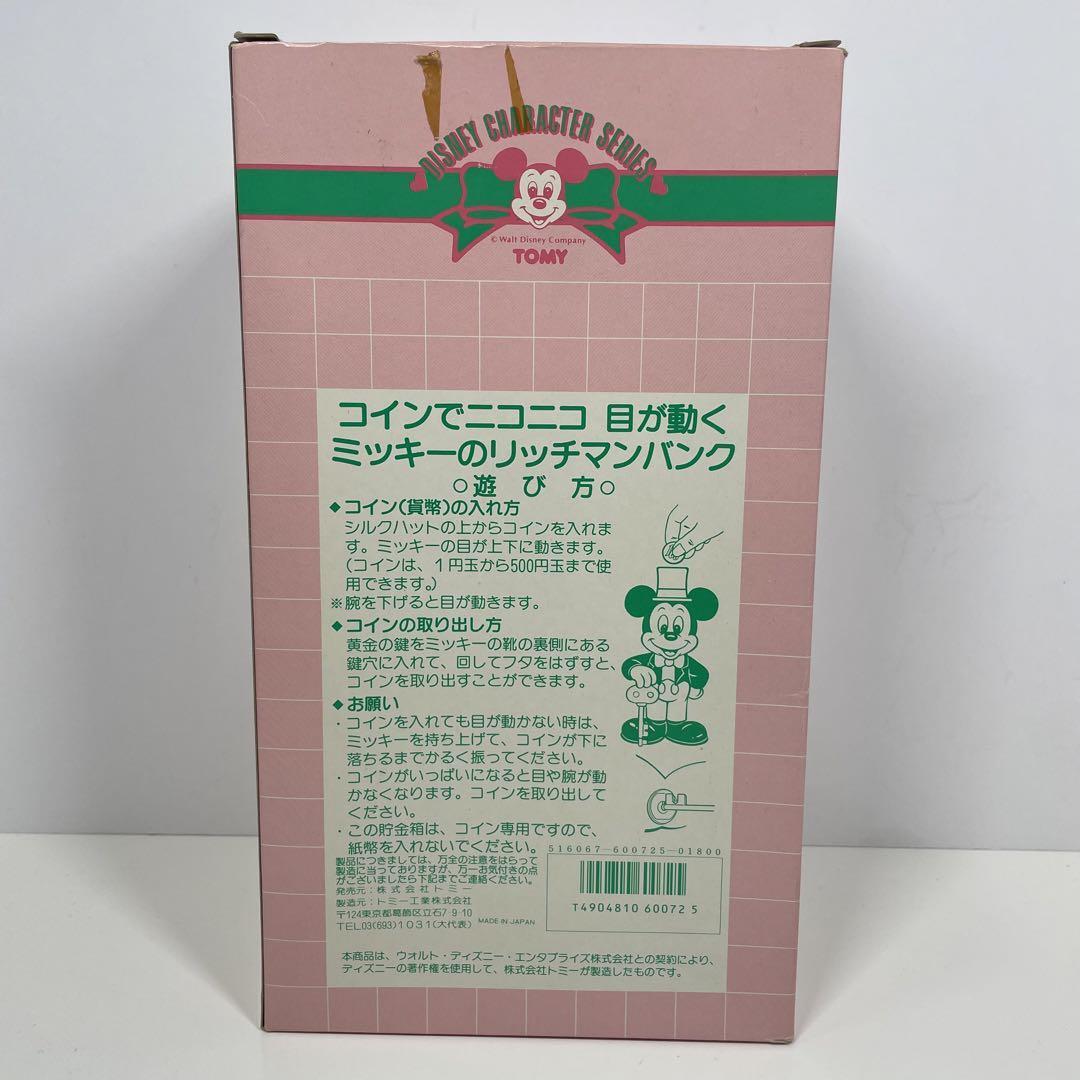 DISNEY CHARACTER SERIES
© Walt Disney Company
TOMY
コインでニコニコ 目が動く
ミッキーのリッチマンバンク
○遊び方○
◆コイン(貨幣)の入れ方
シルクハットの上からコインを入れま
す。ミッキーの目が上下に動きます。
(コインは、1円玉から500円玉まで使
用できます。)
※腕を下げると目が動きます。
◆コインの取り出し方
黄金の鍵をミッキーの靴の裏側にある
鍵穴に入れて、回してフタをはずすと、
コインを取り出すことができます。
◆お願い
・コインを入れても目が動かない時は、
ミッキーを持ち上げて、コインが下に
落ちるまでかるく振ってください。
・コインがいっぱいになると目や腕が動
かなくなります。コインを取り出して
ください。
・この貯金箱は、コイン専用ですので、
紙幣を入れないでください。
製品につきましては、万全の注意をはらって
製造に当っておりますが、万一お気付きの点
がございましたら下記までご連絡ください。
発売元:株式会社トミー
製造元:トミー工業株式会社
〒124東京都葛飾区立石7-9-10
TEL03(693)1031(大代表)
MADE IN JAPAN
516067-600725-01800
T4904810 60072 5
本商品は、ウォルト・ディズニー・エンタプライズ株式会社との契約により、
ディズニーの著作権を使用して、株式会社トミーが製造したものです。